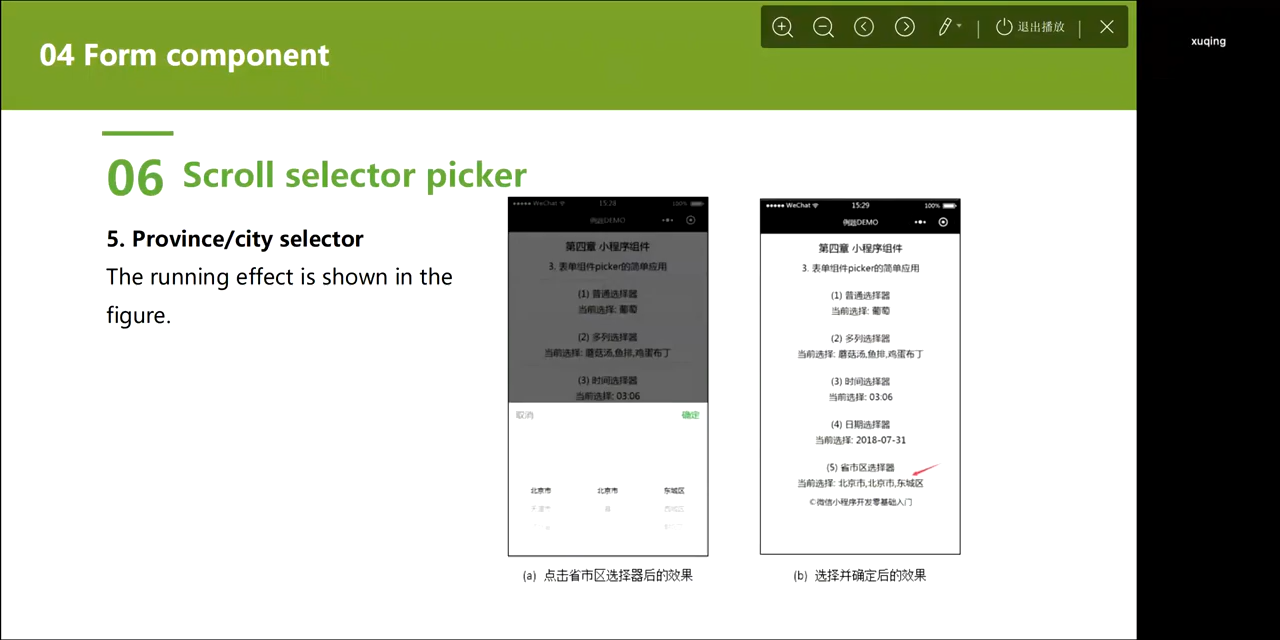 04 Form component
退出播放
xuqing
06 Scroll selector picker
5. Province/city selector
The running effect is shown in the
figure.
WeChat 15:28 100%
例题DEMO
第四章 小程序组件
3. 表单组件picker的简单应用
(1) 普通选择器
当前选择: 葡萄
(2) 多列选择器
当前选择: 蘑菇汤,鱼排,鸡蛋布丁
(3) 时间选择器
当前选择: 03:06
取消 确定
北京市 北京市 东城区
天津市 县 西城区
(a) 点击省市区选择器后的效果
WeChat 15:29 100%
例题DEMO
第四章 小程序组件
3. 表单组件picker的简单应用
(1) 普通选择器
当前选择: 葡萄
(2) 多列选择器
当前选择: 蘑菇汤,鱼排,鸡蛋布丁
(3) 时间选择器
当前选择: 03:06
(4) 日期选择器
当前选择: 2018-07-31
(5) 省市区选择器
当前选择: 北京市,北京市,东城区
©微信小程序开发零基础入门
(b) 选择并确定后的效果